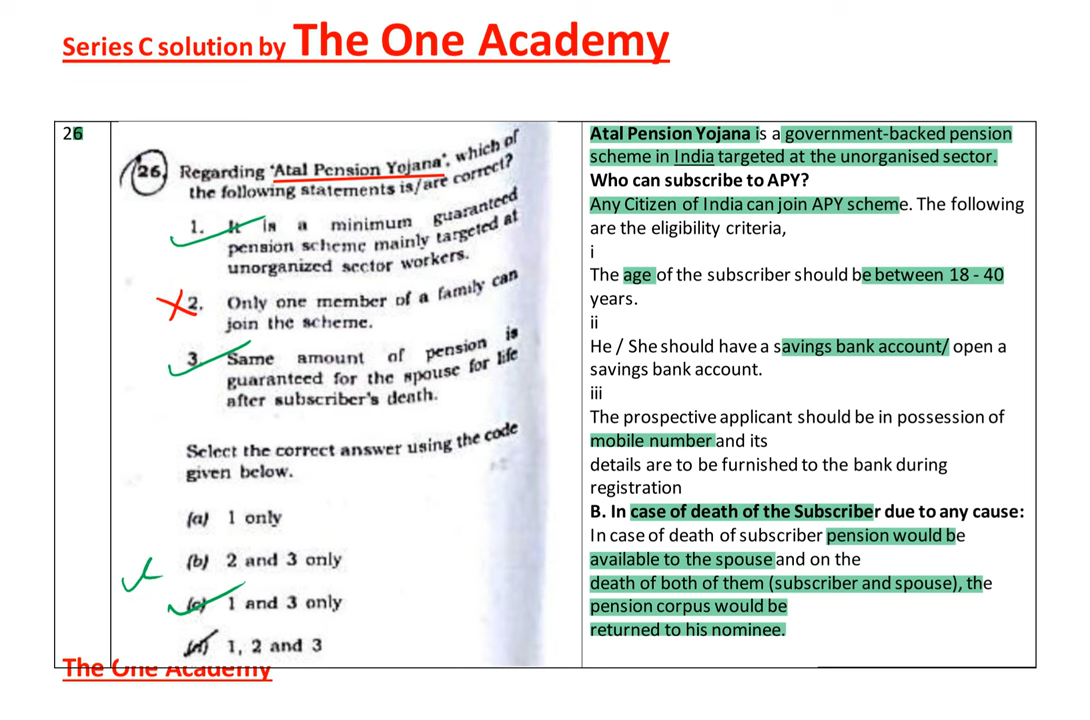 Series C solution by The One Academy
26
26. Regarding 'Atal Pension Yojana', which of
the following statements is/are correct?
1. It is a minimum guaranteed
pension scheme mainly targeted at
unorganized sector workers.
2. Only one member of a family can
join the scheme.
3. Same amount of pension is
guaranteed for the spouse for life
after subscriber's death.
Select the correct answer using the code
given below.
(a) 1 only
(b) 2 and 3 only
(c) 1 and 3 only
(d) 1, 2 and 3
Atal Pension Yojana is a government-backed pension
scheme in India targeted at the unorganised sector.
Who can subscribe to APY?
Any Citizen of India can join APY scheme. The following
are the eligibility criteria,
i
The age of the subscriber should be between 18 - 40
years.
ii
He / She should have a savings bank account/ open a
savings bank account.
iii
The prospective applicant should be in possession of
mobile number and its
details are to be furnished to the bank during
registration
B. In case of death of the Subscriber due to any cause:
In case of death of subscriber pension would be
available to the spouse and on the
death of both of them (subscriber and spouse), the
pension corpus would be
returned to his nominee.
The One Academy